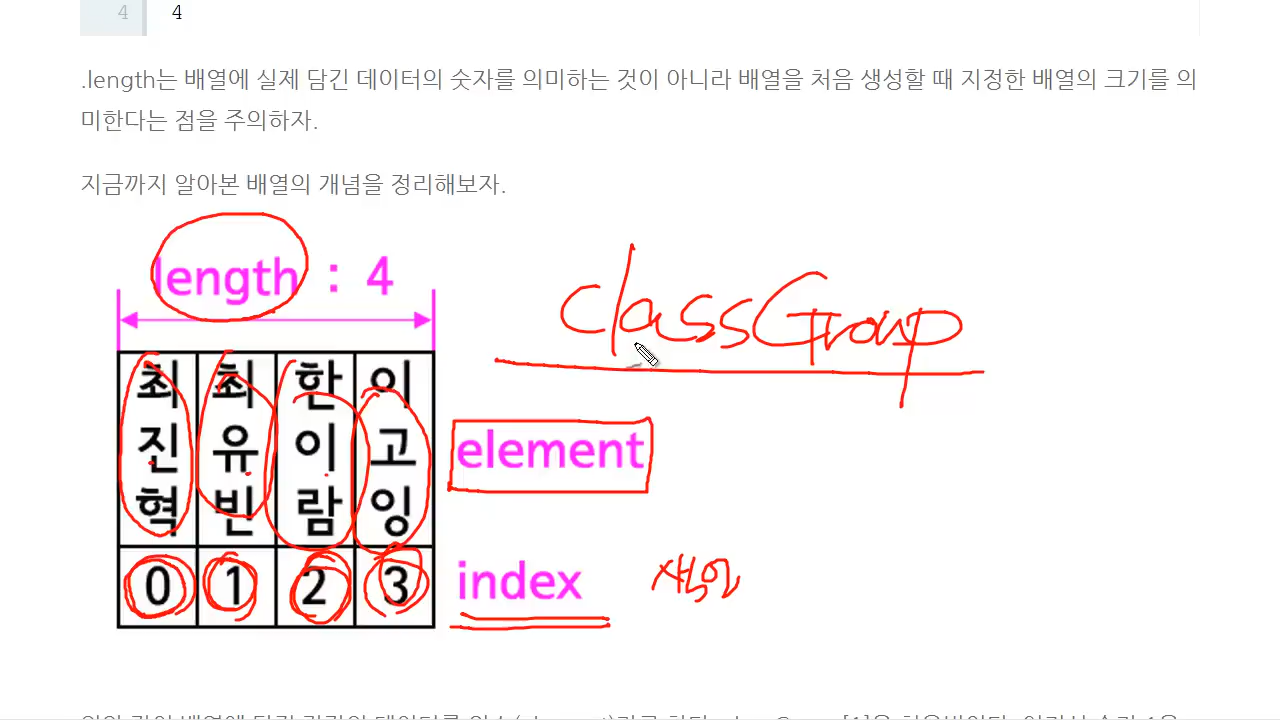 4 4
.length는 배열에 실제 담긴 데이터의 숫자를 의미하는 것이 아니라 배열을 처음 생성할 때 지정한 배열의 크기를 의
미한다는 점을 주의하자.
지금까지 알아본 배열의 개념을 정리해보자.
length : 4
classGroup
최진혁 최유빈 한이람 이고잉
element
0 1 2 3
index 색인